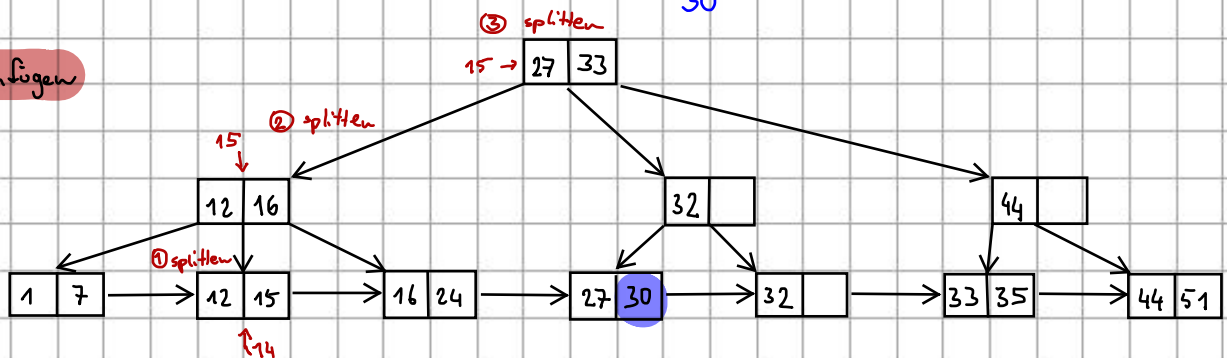 30
③ splitten
nfügen
15 → 27 33
② splitten
15
12 16
32
44
① splitten
1 7
12 15
16 24
27 30
32
33 35
44 51
14